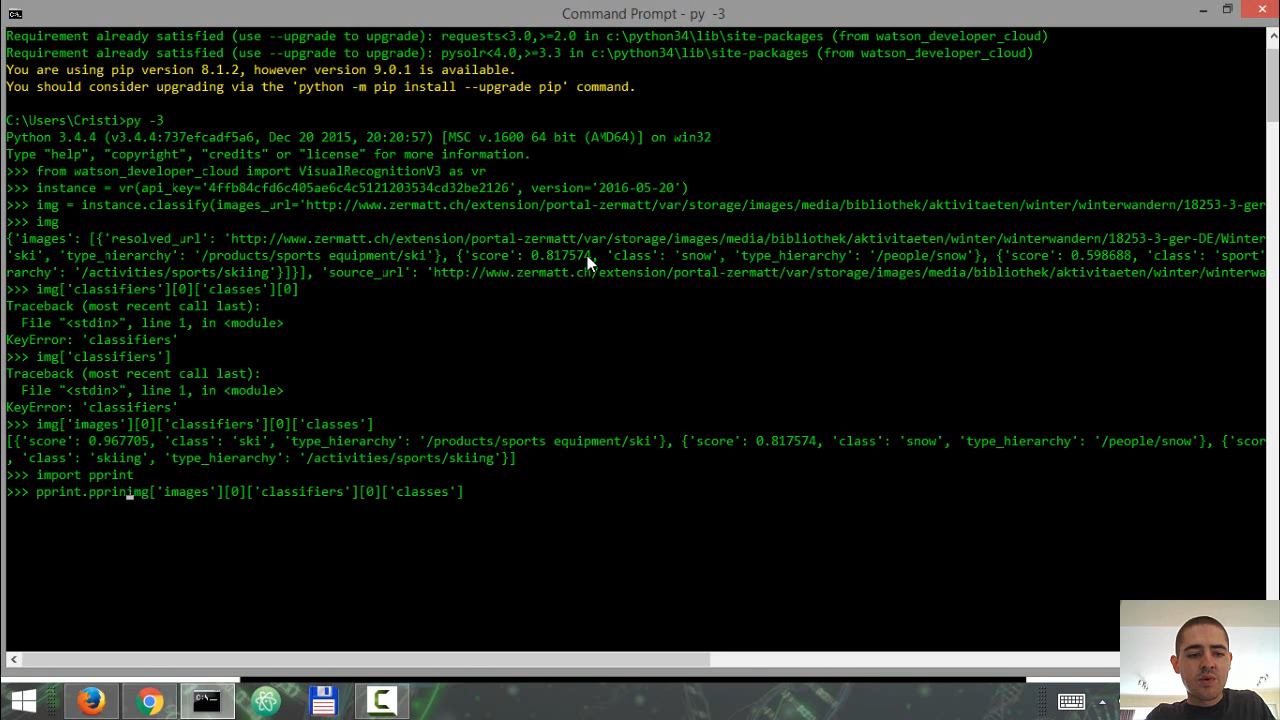 Command Prompt - py -3
Requirement already satisfied (use --upgrade to upgrade): requests<3.0,>=2.0 in c:\python34\lib\site-packages (from watson_developer_cloud)
Requirement already satisfied (use --upgrade to upgrade): pysolr<4.0,>=3.3 in c:\python34\lib\site-packages (from watson_developer_cloud)
You are using pip version 8.1.2, however version 9.0.1 is available.
You should consider upgrading via the 'python -m pip install --upgrade pip' command.
C:\Users\Cristi>py -3
Python 3.4.4 (v3.4.4:737efcadf5a6, Dec 20 2015, 20:20:57) [MSC v.1600 64 bit (AMD64)] on win32
Type "help", "copyright", "credits" or "license" for more information.
>>> from watson_developer_cloud import VisualRecognitionV3 as vr
>>> instance = vr(api_key='4ffb84cfd6c405ae6c4c5121203534cd32be2126', version='2016-05-20')
>>> img = instance.classify(images_url='http://www.zermatt.ch/extension/portal-zermatt/var/storage/images/media/bibliothek/aktivitaeten/winter/winterwandern/18253-3-ger
>>> img
{'images': [{'resolved_url': 'http://www.zermatt.ch/extension/portal-zermatt/var/storage/images/media/bibliothek/aktivitaeten/winter/winterwandern/18253-3-ger-DE/Winter
'ski', 'type_hierarchy': '/products/sports equipment/ski'}, {'score': 0.817574, 'class': 'snow', 'type_hierarchy': '/people/snow'}, {'score': 0.598688, 'class': 'sport'
rarchy': '/activities/sports/skiing'}]}], 'source_url': 'http://www.zermatt.ch/extension/portal-zermatt/var/storage/images/media/bibliothek/aktivitaeten/winter/winterwa
>>> img['classifiers'][0]['classes'][0]
Traceback (most recent call last):
  File "<stdin>", line 1, in <module>
KeyError: 'classifiers'
>>> img['classifiers']
Traceback (most recent call last):
  File "<stdin>", line 1, in <module>
KeyError: 'classifiers'
>>> img['images'][0]['classifiers'][0]['classes']
[{'score': 0.967705, 'class': 'ski', 'type_hierarchy': '/products/sports equipment/ski'}, {'score': 0.817574, 'class': 'snow', 'type_hierarchy': '/people/snow'}, {'scor
, 'class': 'skiing', 'type_hierarchy': '/activities/sports/skiing'}]
>>> import pprint
>>> pprint.pprinimg['images'][0]['classifiers'][0]['classes']